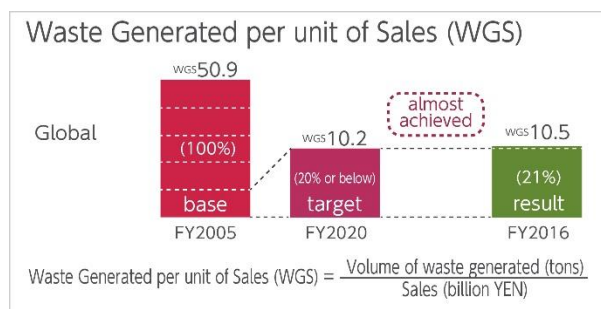 Waste Generated per unit of Sales (WGS)
WGS50.9
almost
achieved
Global
WGS10.2
WGS10.5
(100%)
(20% or below)
(21%)
base
target
result
FY2005
FY2020
FY2016
Waste Generated per unit of Sales (WGS) = Volume of waste generated (tons)
Sales (billion YEN)